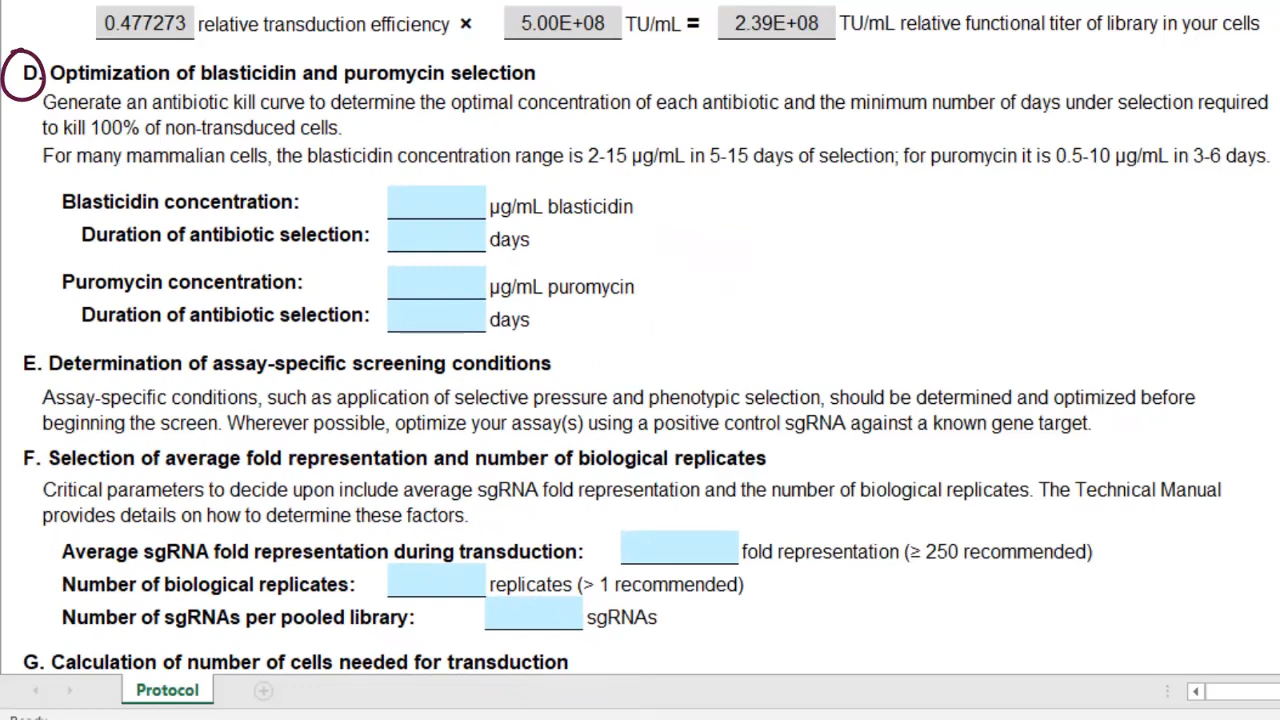 0.477273 relative transduction efficiency × 5.00E+08 TU/mL = 2.39E+08 TU/mL relative functional titer of library in your cells
D. Optimization of blasticidin and puromycin selection
Generate an antibiotic kill curve to determine the optimal concentration of each antibiotic and the minimum number of days under selection required
to kill 100% of non-transduced cells.
For many mammalian cells, the blasticidin concentration range is 2-15 µg/mL in 5-15 days of selection; for puromycin it is 0.5-10 µg/mL in 3-6 days.
Blasticidin concentration: µg/mL blasticidin
Duration of antibiotic selection: days
Puromycin concentration: µg/mL puromycin
Duration of antibiotic selection: days
E. Determination of assay-specific screening conditions
Assay-specific conditions, such as application of selective pressure and phenotypic selection, should be determined and optimized before
beginning the screen. Wherever possible, optimize your assay(s) using a positive control sgRNA against a known gene target.
F. Selection of average fold representation and number of biological replicates
Critical parameters to decide upon include average sgRNA fold representation and the number of biological replicates. The Technical Manual
provides details on how to determine these factors.
Average sgRNA fold representation during transduction: fold representation (≥ 250 recommended)
Number of biological replicates: replicates (> 1 recommended)
Number of sgRNAs per pooled library: sgRNAs
G. Calculation of number of cells needed for transduction
Protocol